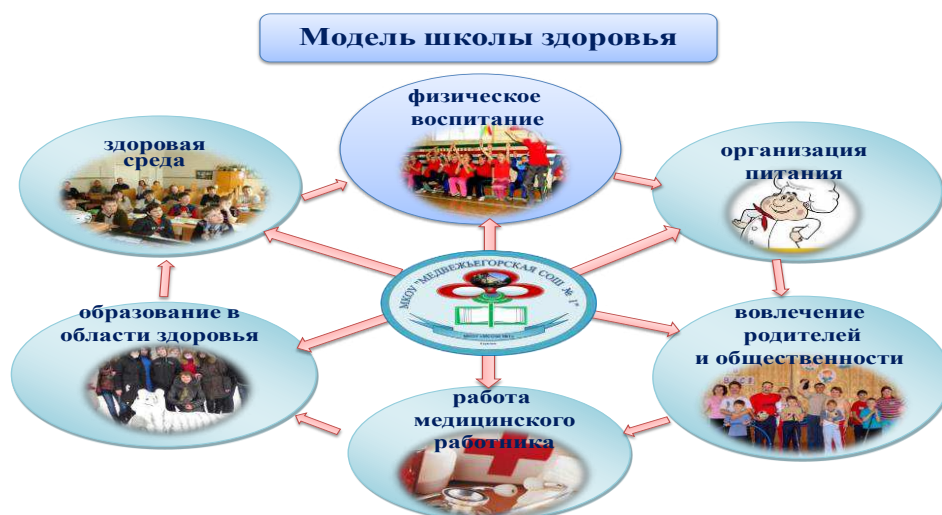 Модель школы здоровья
физическое
воспитание
здоровая
среда
организация
питания
МКОУ "МЕДВЕЖЬЕГОРСКАЯ СОШ № 1"
образование в
области здоровья
вовлечение
родителей
и общественности
работа
медицинского
работника